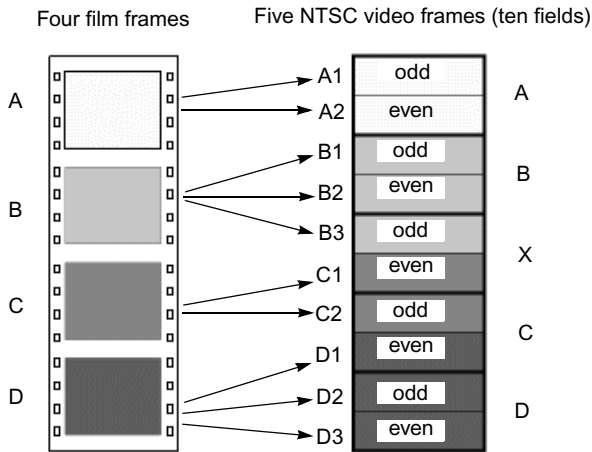 Four film frames
Five NTSC video frames (ten fields)
A
A1
odd
A
A2
even
B
B1
odd
B
B2
even
B3
odd
X
C1
even
C
C2
odd
C
D1
even
D
D2
odd
D
D3
even